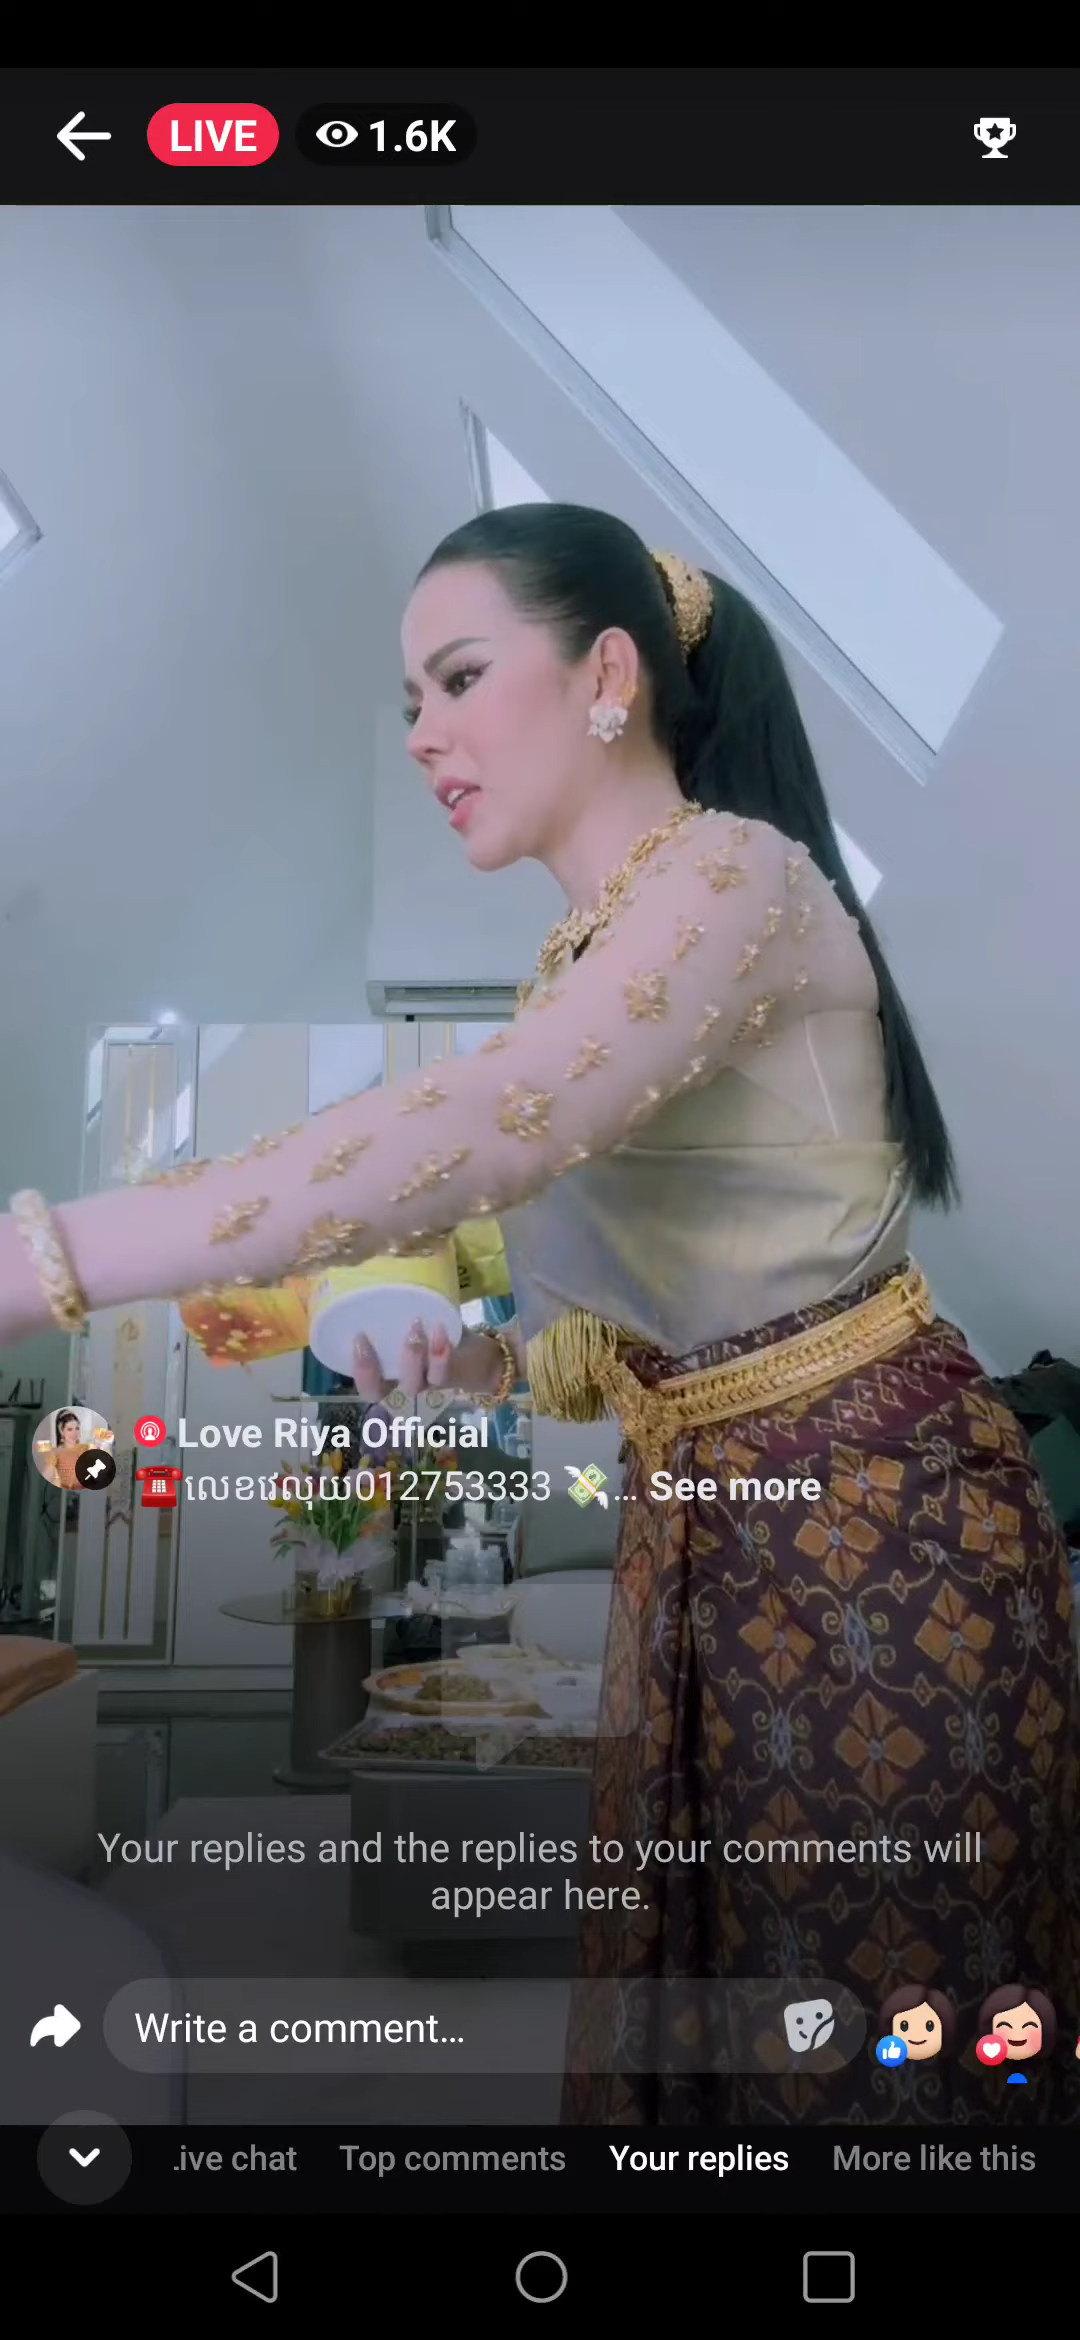 LIVE 1.6K
Love Riya Official
លេខវេលុយ012753333 💸... See more
Your replies and the replies to your comments will
appear here.
Write a comment...
.ive chat Top comments Your replies More like this